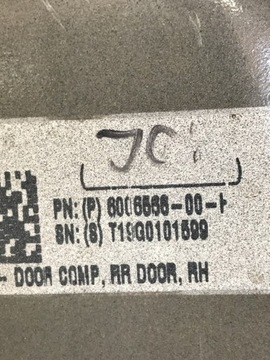 JC
PN: (P) 6006566-00-
SN: (S) T19G0101599
- DOOR COMP, RR DOOR, RH